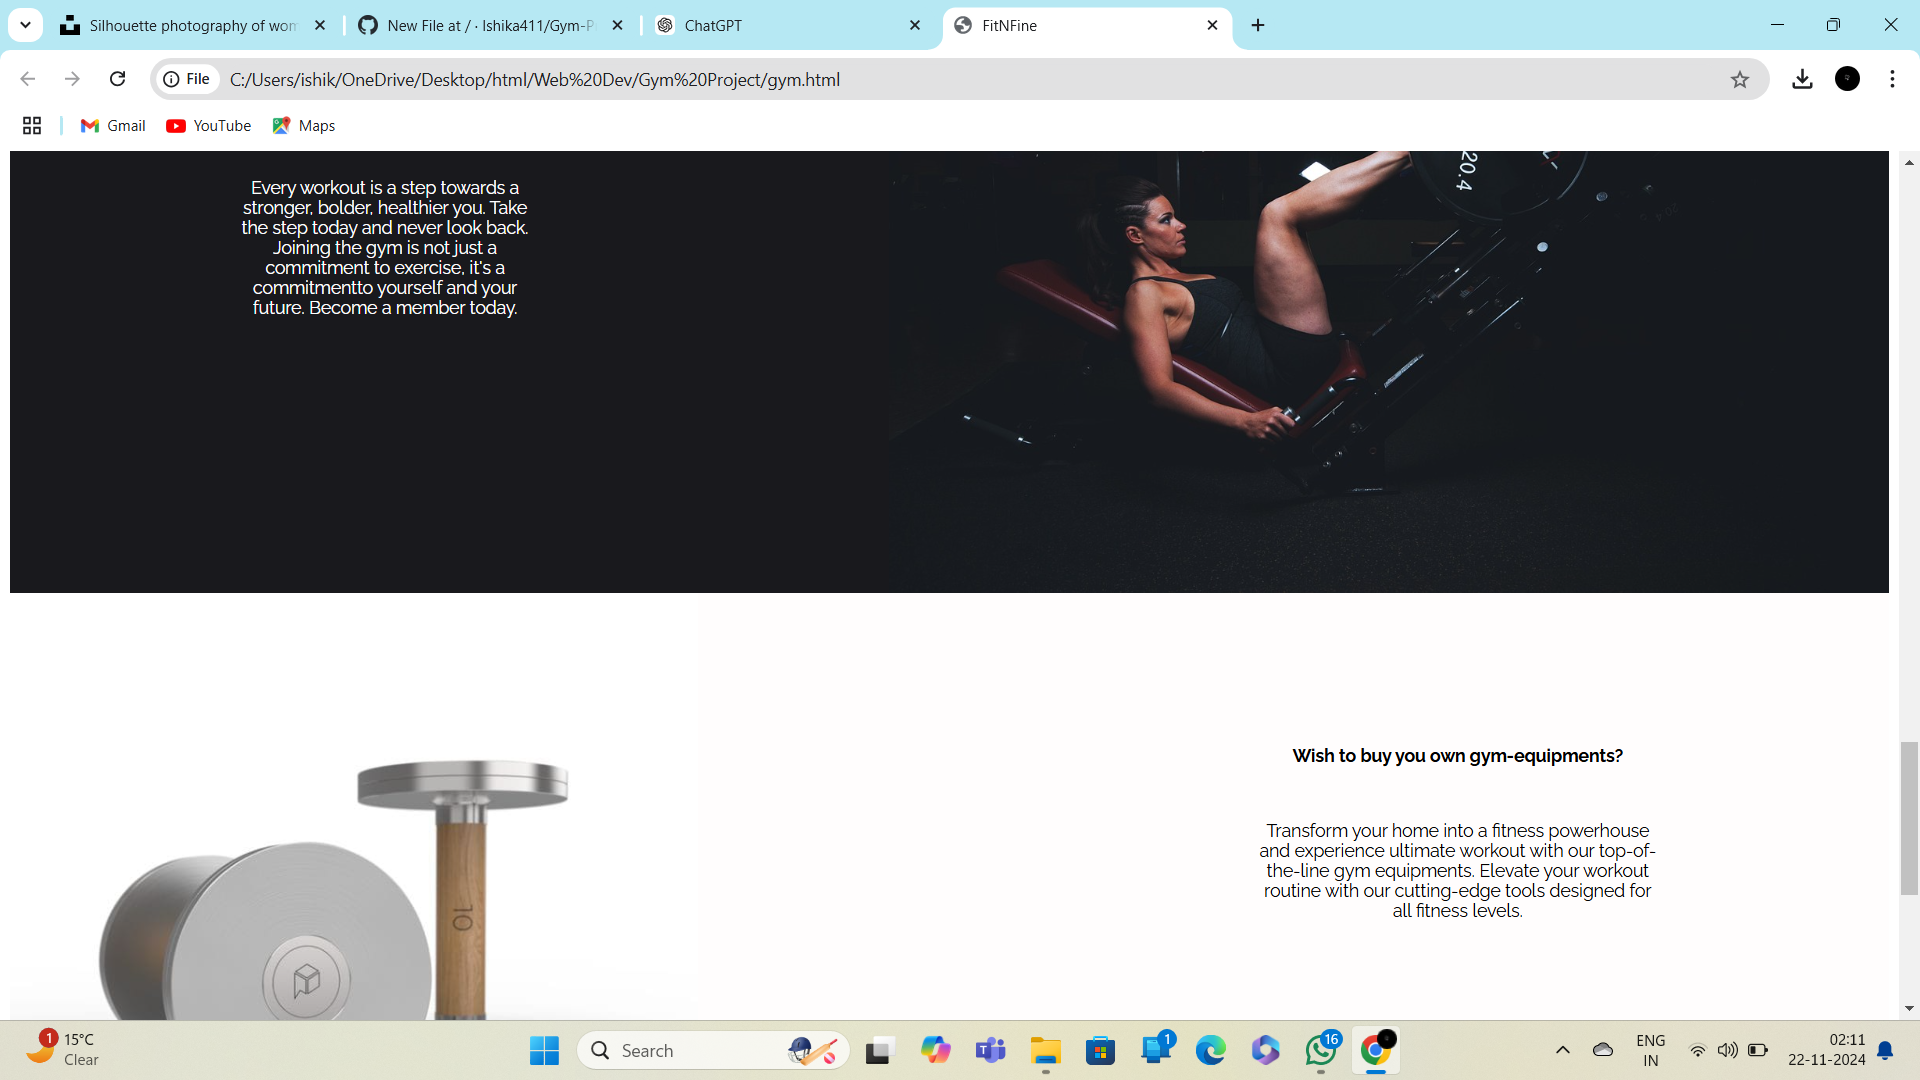 Silhouette photography of wom
New File at / · Ishika411/Gym-P
ChatGPT
FitNFine
File
C:/Users/ishik/OneDrive/Desktop/html/Web%20Dev/Gym%20Project/gym.html
Gmail
YouTube
Maps
Every workout is a step towards a
stronger, bolder, healthier you. Take
the step today and never look back.
Joining the gym is not just a
commitment to exercise, it's a
commitmentto yourself and your
future. Become a member today.
20.4
Wish to buy you own gym-equipments?
Transform your home into a fitness powerhouse
and experience ultimate workout with our top-of-
the-line gym equipments. Elevate your workout
routine with our cutting-edge tools designed for
all fitness levels.
OL
1
15°C
Clear
Search
1
16
ENG
IN
02:11
22-11-2024